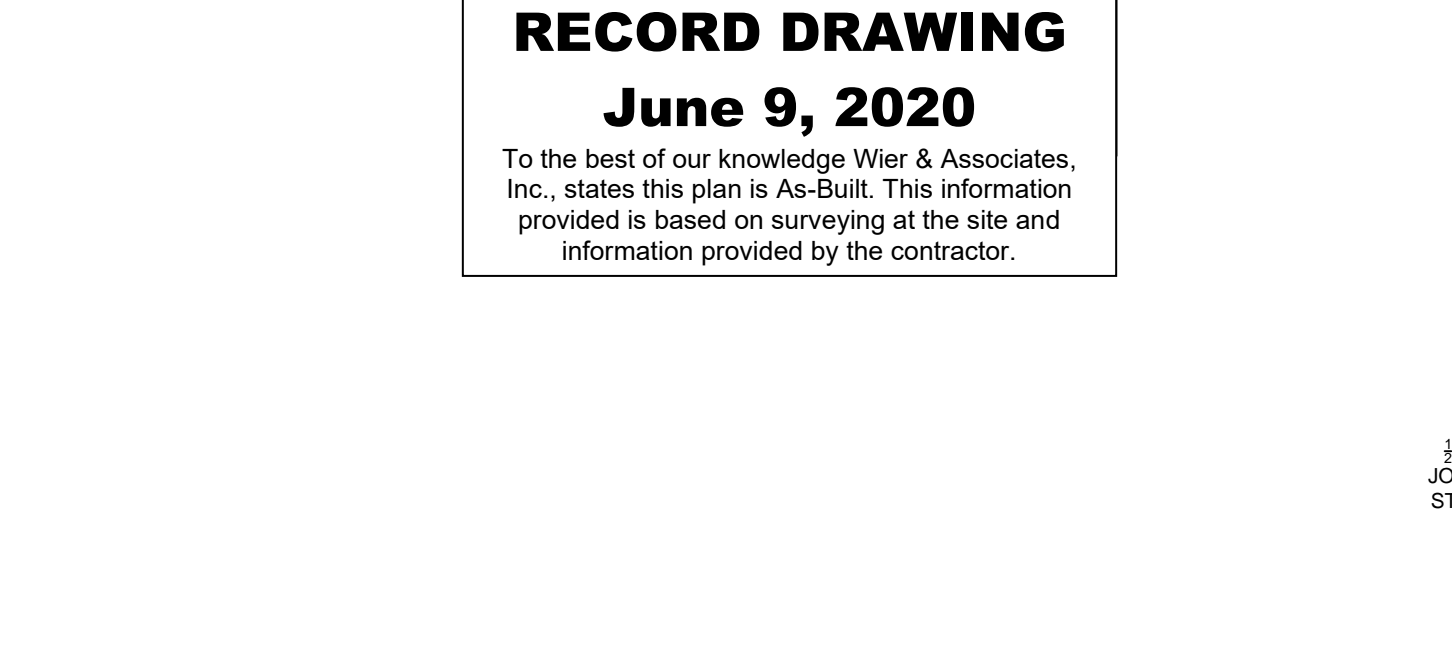 RECORD DRAWING
June 9, 2020
To the best of our knowledge Wier & Associates,
Inc., states this plan is As-Built. This information
provided is based on surveying at the site and
information provided by the contractor.